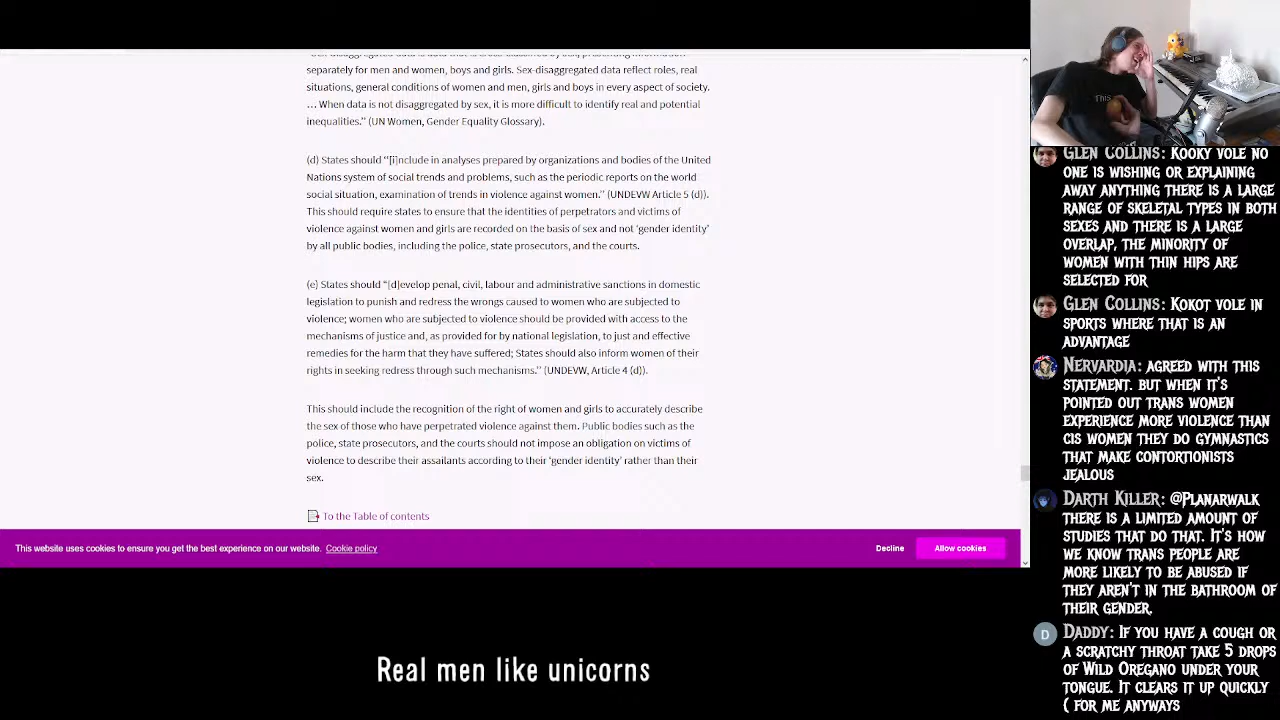 separately for men and women, boys and girls. Sex-disaggregated data reflect roles, real
situations, general conditions of women and men, girls and boys in every aspect of society.
… When data is not disaggregated by sex, it is more difficult to identify real and potential
inequalities.” (UN Women, Gender Equality Glossary).
(d) States should “[i]nclude in analyses prepared by organizations and bodies of the United
Nations system of social trends and problems, such as the periodic reports on the world
social situation, examination of trends in violence against women.” (UNDEVW Article 5 (d)).
This should require states to ensure that the identities of perpetrators and victims of
violence against women and girls are recorded on the basis of sex and not ‘gender identity’
by all public bodies, including the police, state prosecutors, and the courts.
(e) States should “[d]evelop penal, civil, labour and administrative sanctions in domestic
legislation to punish and redress the wrongs caused to women who are subjected to
violence; women who are subjected to violence should be provided with access to the
mechanisms of justice and, as provided for by national legislation, to just and effective
remedies for the harm that they have suffered; States should also inform women of their
rights in seeking redress through such mechanisms.” (UNDEVW, Article 4 (d)).
This should include the recognition of the right of women and girls to accurately describe
the sex of those who have perpetrated violence against them. Public bodies such as the
police, state prosecutors, and the courts should not impose an obligation on victims of
violence to describe their assailants according to their ‘gender identity’ rather than their
sex.
To the Table of contents
This website uses cookies to ensure you get the best experience on our website. Cookie policy
Decline
Allow cookies
Real men like unicorns
This
Glen Collins: Kooky vole no
one is wishing or explaining
away anything there is a large
range of skeletal types in both
sexes and there is a large
overlap, the minority of
women with thin hips are
selected for
Glen Collins: Kokot vole in
sports where that is an
advantage
Nervardia: agreed with this
statement. but when it's
pointed out trans women
experience more violence than
cis women they do gymnastics
that make contortionists
jealous
Darth Killer: @Planarwalk
there is a limited amount of
studies that do that. It's how
we know trans people are
more likely to be abused if
they aren't in the bathroom of
their gender.
D
Daddy: If you have a cough or
a scratchy throat take 5 drops
of Wild Oregano under your
tongue. It clears it up quickly
( for me anyways